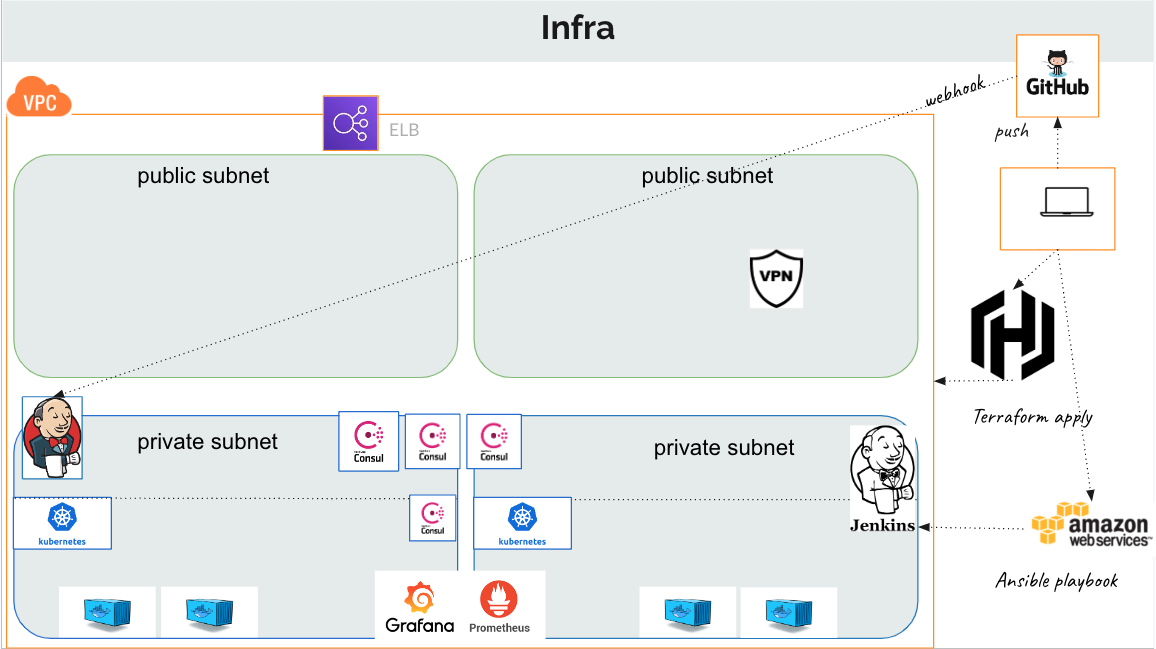 Infra
VPC
ELB
webhook
GitHub
push
public subnet
public subnet
VPN
Terraform apply
private subnet
private subnet
Consul
Consul
Consul
Consul
kubernetes
kubernetes
Jenkins
amazon
web services™
Ansible playbook
Grafana
Prometheus